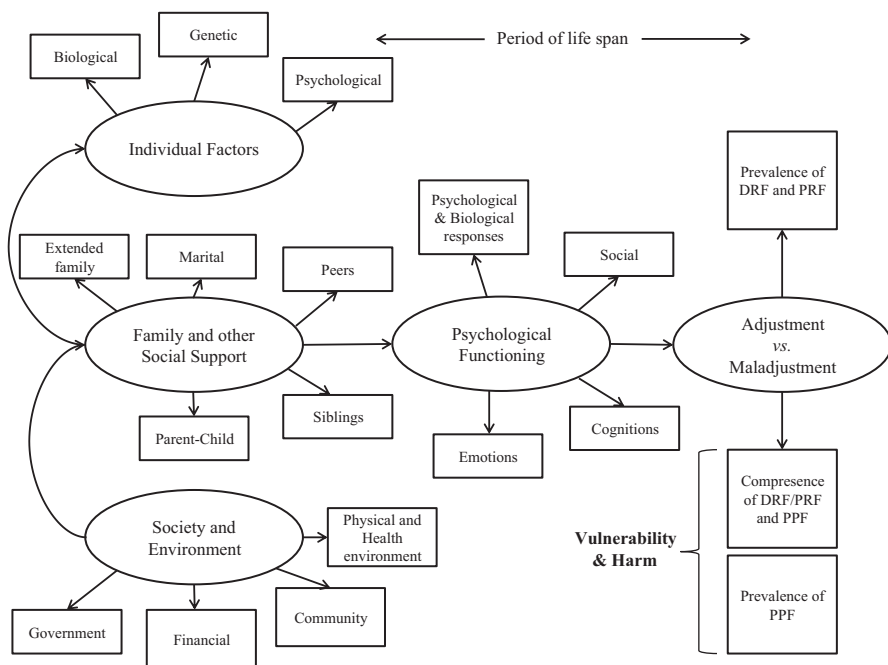 Genetic
Period of life span
Biological
Psychological
Individual Factors
Prevalence of
DRF and PRF
Psychological
& Biological
responses
Extended
family
Marital
Social
Peers
Family and other
Social Support
Psychological
Functioning
Adjustment
vs.
Maladjustment
Siblings
Parent-Child
Cognitions
Emotions
Compresence
of DRF/PRF
and PPF
Society and
Environment
Physical and
Health
environment
Vulnerability
& Harm
Prevalence of
PPF
Government
Financial
Community